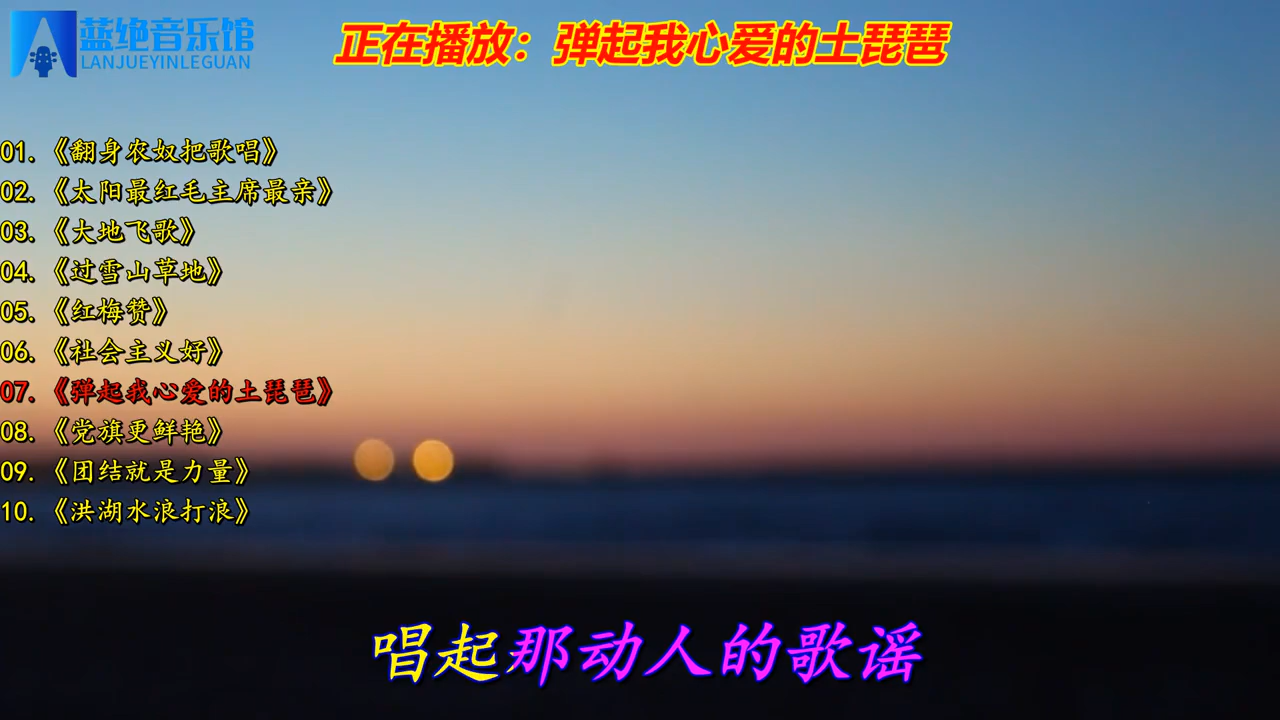 蓝绝音乐馆
LANJUEYINLEGUAN
正在播放：弹起我心爱的土琵琶
01.《翻身农奴把歌唱》
02.《太阳最红毛主席最亲》
03.《大地飞歌》
04.《过雪山草地》
05.《红梅赞》
06.《社会主义好》
07.《弹起我心爱的土琵琶》
08.《党旗更鲜艳》
09.《团结就是力量》
10.《洪湖水浪打浪》
唱起那动人的歌谣